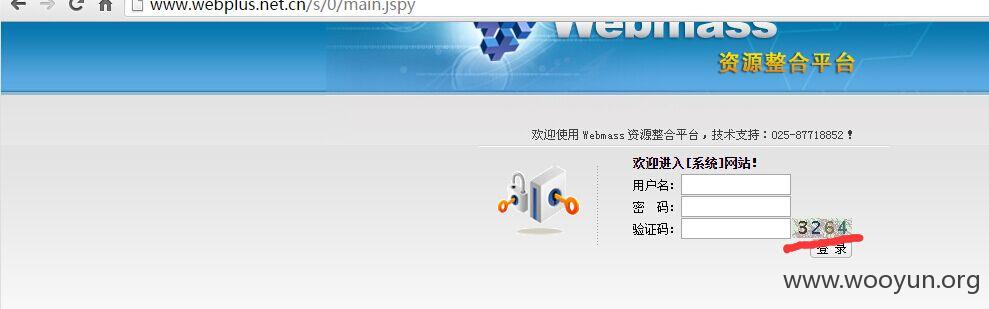 www.webplus.net.cn/s/0/main.jspy
Webmass
资源整合平台
欢迎使用 Webmass 资源整合平台，技术支持：025-87718852！
欢迎进入[系统]网站！
用户名：
密 码：
验证码： 3264
登 录
www.wooyun.org